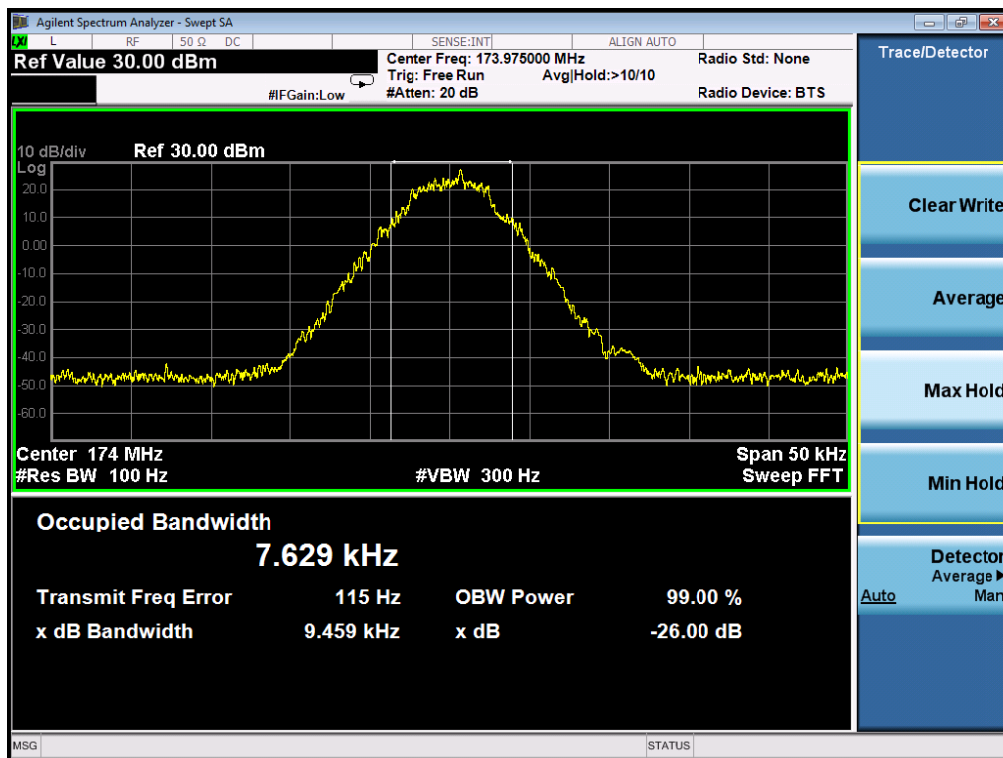 Agilent Spectrum Analyzer - Swept SA
LXI L RF 50 Ω DC SENSE:INT ALIGN AUTO
Ref Value 30.00 dBm
Center Freq: 173.975000 MHz
Radio Std: None
Trig: Free Run
Avg|Hold:>10/10
#IFGain:Low
#Atten: 20 dB
Radio Device: BTS
10 dB/div
Ref 30.00 dBm
Log
20.0
10.0
0.00
-10.0
-20.0
-30.0
-40.0
-50.0
-60.0
Center 174 MHz
Span 50 kHz
#Res BW 100 Hz
#VBW 300 Hz
Sweep FFT
Occupied Bandwidth
7.629 kHz
Transmit Freq Error 115 Hz OBW Power 99.00 %
x dB Bandwidth 9.459 kHz x dB -26.00 dB
MSG
STATUS
Trace/Detector
Clear Write
Average
Max Hold
Min Hold
Detector
Average▶
Auto Man